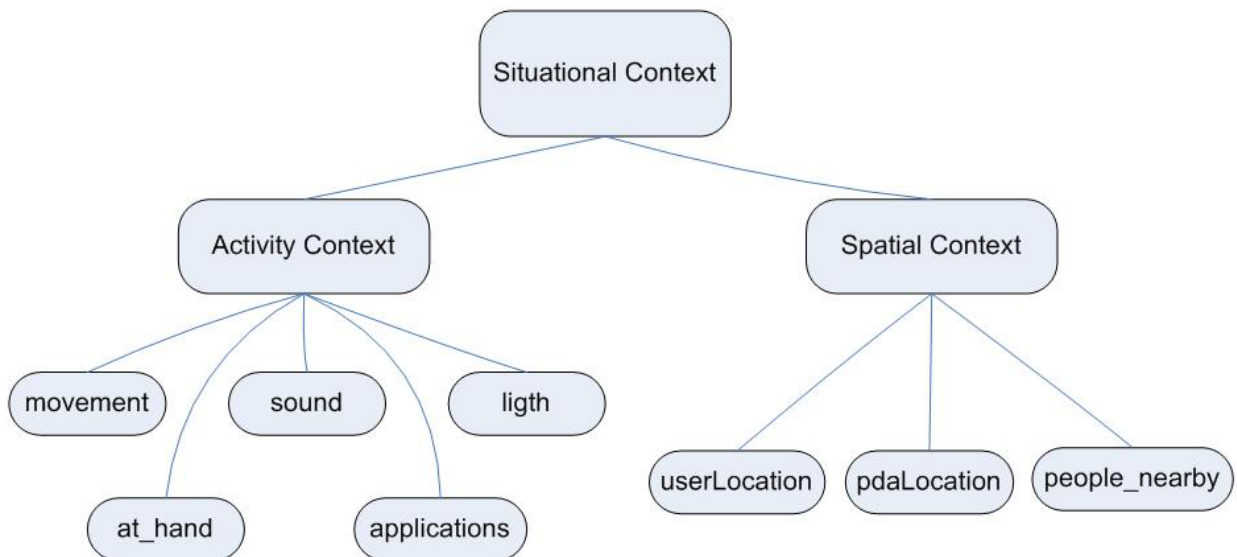 Situational Context
Activity Context
Spatial Context
movement
sound
ligth
userLocation
pdaLocation
people_nearby
at_hand
applications